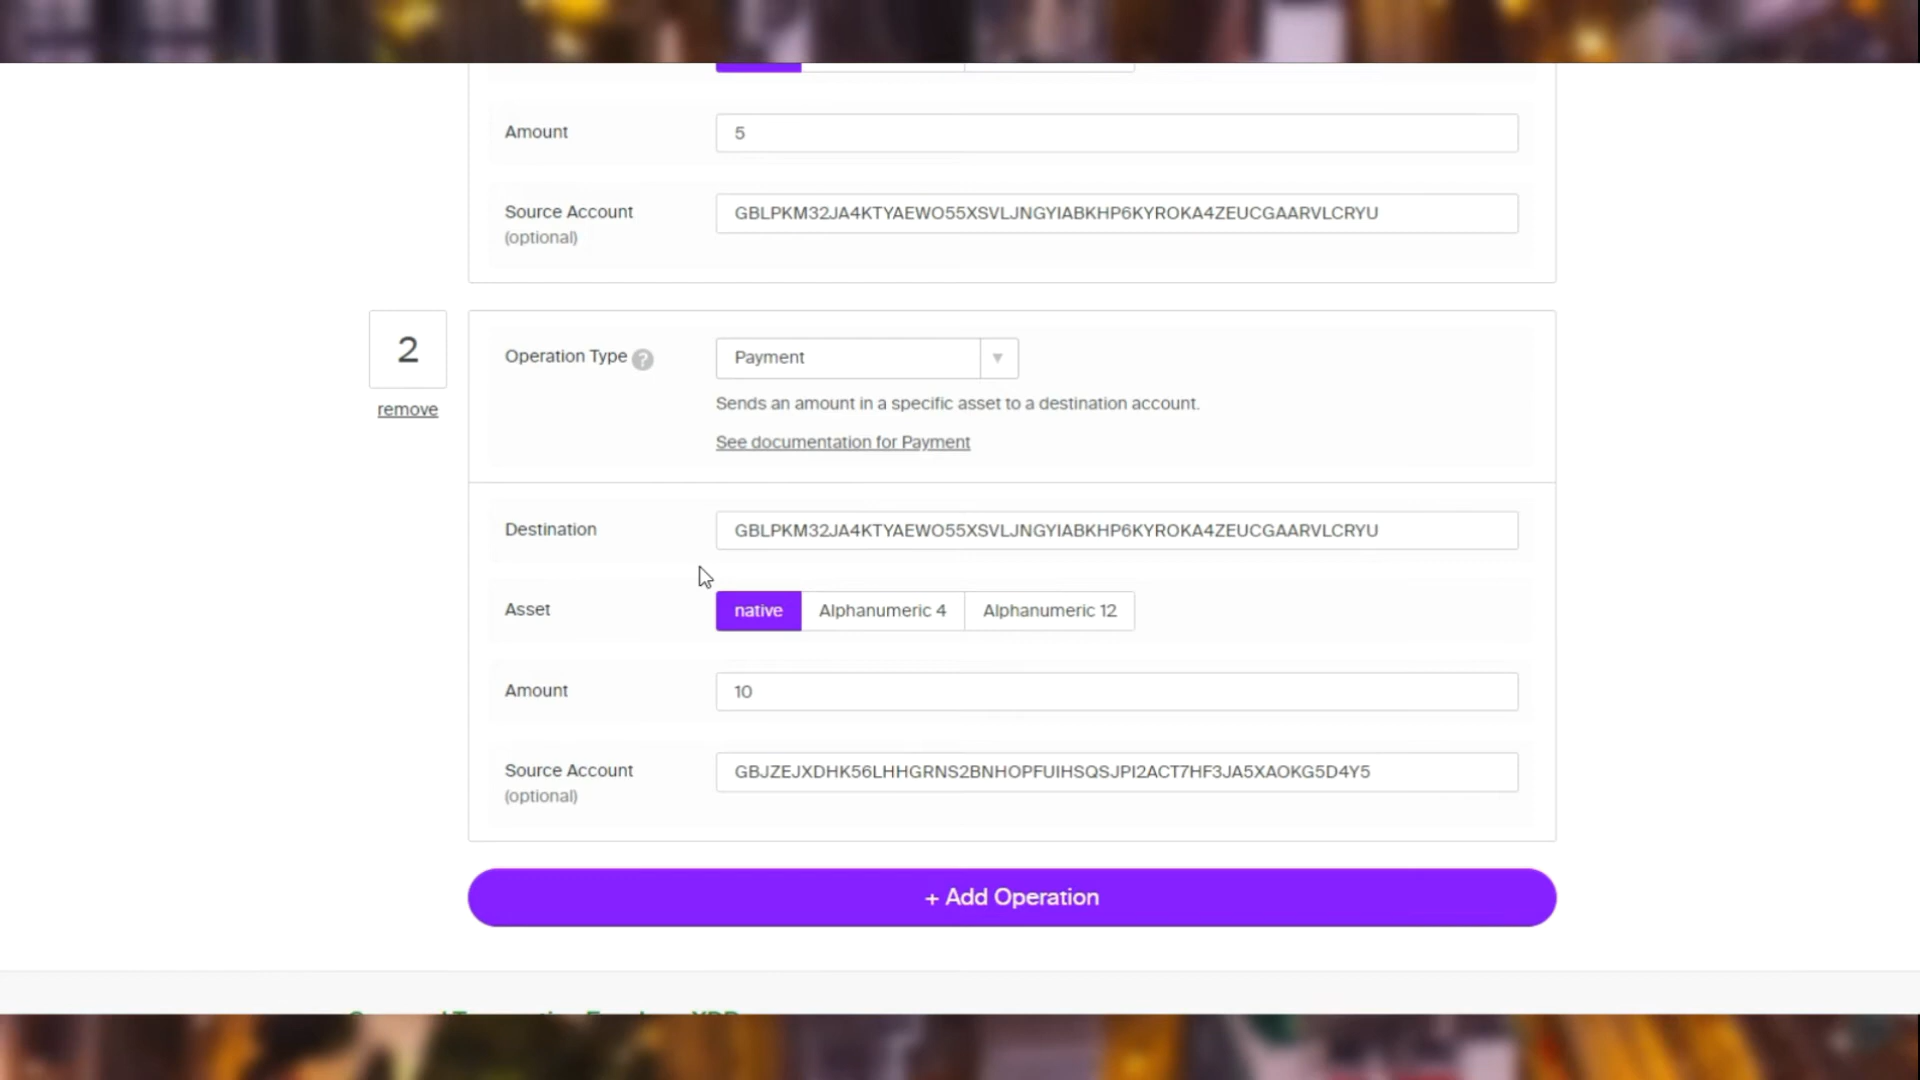 Amount
5
Source Account
(optional)
GBLPKM32JA4KTYAEWO55XSVLJNGYIABKHP6KYROKA4ZEUCGAARVLCRYU
2
remove
Operation Type ?
Payment
Sends an amount in a specific asset to a destination account.
See documentation for Payment
Destination
GBLPKM32JA4KTYAEWO55XSVLJNGYIABKHP6KYROKA4ZEUCGAARVLCRYU
Asset
native
Alphanumeric 4
Alphanumeric 12
Amount
10
Source Account
(optional)
GBJZEJXDHK56LHHGRNS2BNHOPFUIHSQSJPI2ACT7HF3JA5XAOKG5D4Y5
+ Add Operation